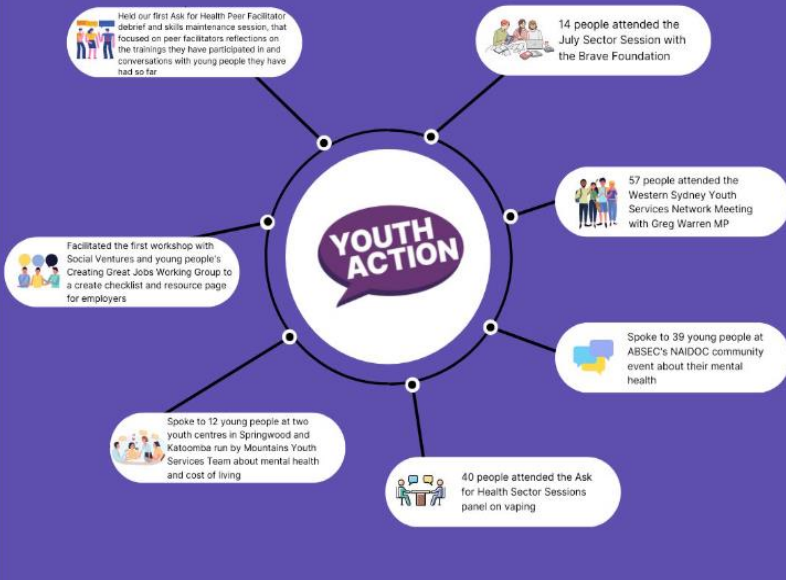 Held our first Ask for Health Peer Facilitator
debrief and skills maintenance session, that
focused on peer facilitators reflections on
the trainings they have participated in and
conversations with young people they have
had so far
14 people attended the
July Sector Session with
the Brave Foundation
57 people attended the
Western Sydney Youth
Services Network Meeting
with Greg Warren MP
YOUTH
ACTION
Facilitated the first workshop with
Social Ventures and young people's
Creating Great Jobs Working Group to
a create checklist and resource page
for employers
Spoke to 39 young people at
ABSEC's NAIDOC community
event about their mental
health
Spoke to 12 young people at two
youth centres in Springwood and
Katoomba run by Mountains Youth
Services Team about mental health
and cost of living
40 people attended the Ask
for Health Sector Sessions
panel on vaping